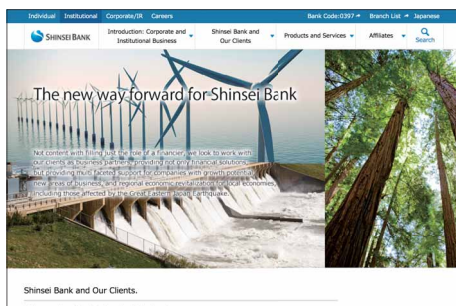 Individual Institutional Corporate/IR Careers Bank Code:0397 Branch List Japanese
SHINSEI BANK
Introduction: Corporate and
Institutional Business
Shinsei Bank and
Our Clients
Products and Services
Affiliates
Search
The new way forward for Shinsei Bank
Not content with filling just the role of a financier, we look to work with
our clients as business partners, providing not only financial solutions,
but providing multi faceted support for companies with growth potential,
new areas of business, and regional economic revitalization for local economies,
including those affected by the Great Eastern Japan Earthquake.
Shinsei Bank and Our Clients.